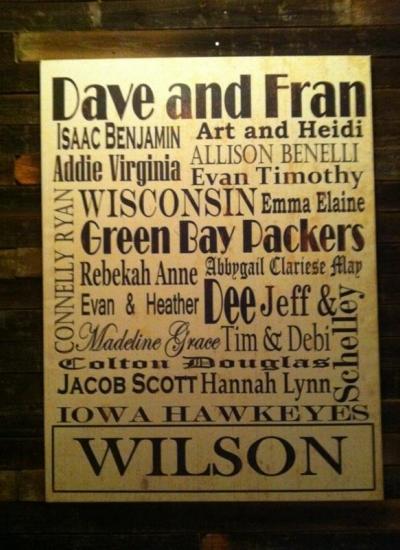 Dave and Fran
ISAAC BENJAMIN Art and Heidi
Addie Virginia ALLISON BENELLI
Evan Timothy
CONNELLY RYAN
WISCONSIN Emma Elaine
Green Bay Packers
Rebekah Anne Abbygail Clariese May
Evan & Heather Dee Jeff &
Schelley
Madeline Grace Tim & Debi
Colton Douglas
JACOB SCOTT Hannah Lynn
IOWA HAWKEYES
WILSON